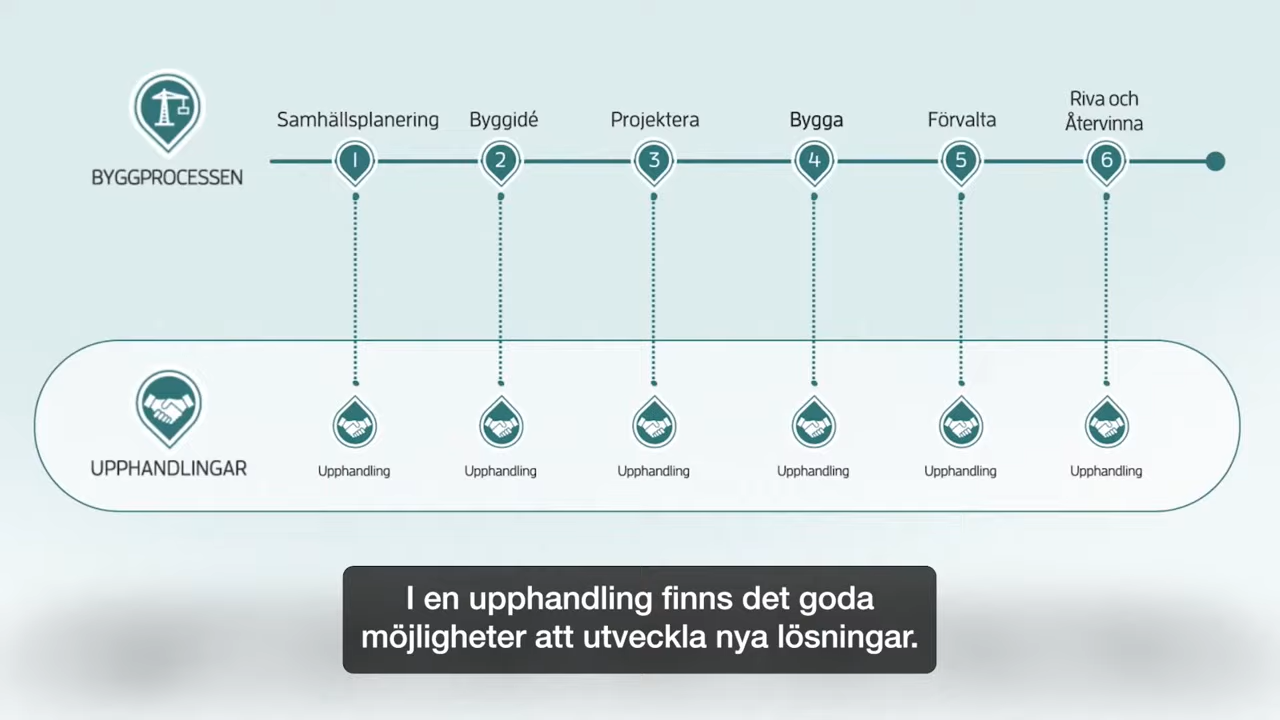 BYGGPROCESSEN
Samhällsplanering
Byggidé
Projektera
Bygga
Förvalta
Riva och
Återvinna
1
2
3
4
5
6
UPPHANDLINGAR
Upphandling
Upphandling
Upphandling
Upphandling
Upphandling
Upphandling
I en upphandling finns det goda
möjligheter att utveckla nya lösningar.